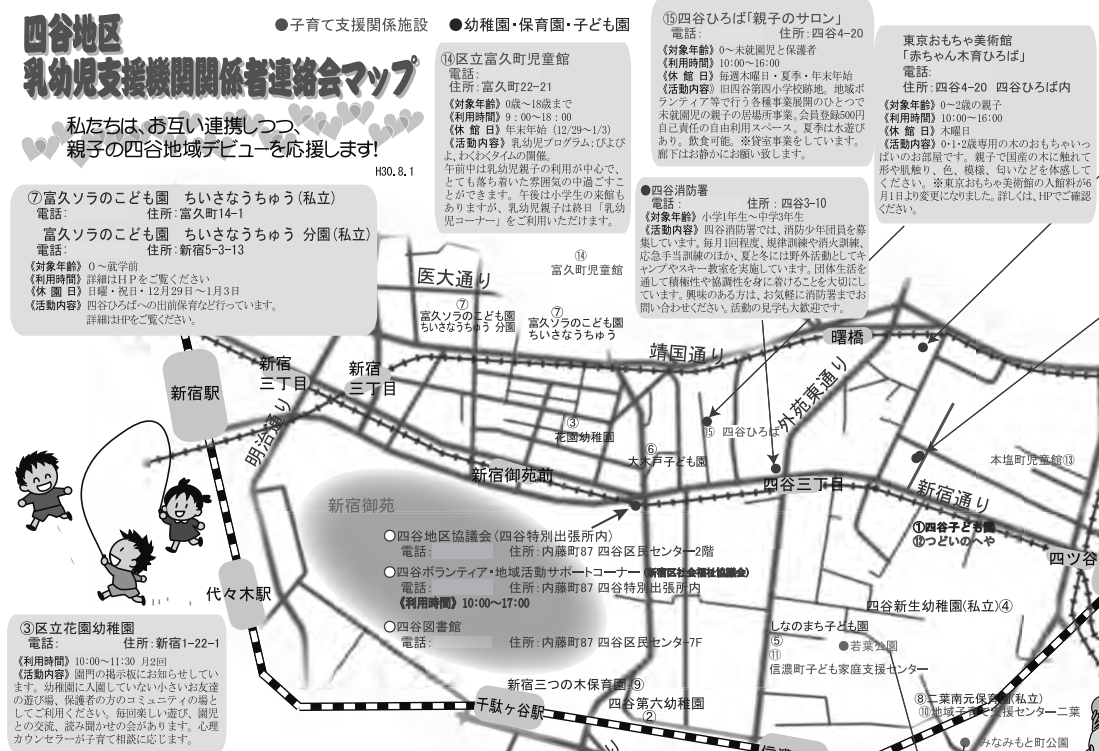 四谷地区
乳幼児支援機関関係者連絡会マップ
私たちは、お互い連携しつつ、
親子の四谷地域デビューを応援します!
H30.8.1
●子育て支援関係施設 ●幼稚園・保育園・子ども園
⑦富久ソラのこども園 ちいさなうちゅう(私立)
電話: 住所:富久町14-1
富久ソラのこども園 ちいさなうちゅう 分園(私立)
電話: 住所:新宿5-3-13
《対象年齢》0~就学前
《利用時間》詳細はHPをご覧ください
《休 園 日》日曜・祝日・12月29日~1月3日
《活動内容》四谷ひろばへの出前保育など行っています。
詳細はHPをご覧ください。
⑭区立富久町児童館
電話:
住所:富久町22-21
《対象年齢》0歳~18歳まで
《利用時間》9:00~18:00
《休 館 日》年末年始(12/29~1/3)
《活動内容》乳幼児プログラム;ぴよぴ
よ、わくわくタイムの開催。
午前中は乳幼児親子の利用が中心で、
とても落ち着いた雰囲気の中過ごすこ
とができます。午後は小学生の来館も
ありますが、乳幼児親子は終日「乳幼
児コーナー」をご利用いただけます。
⑮四谷ひろば「親子のサロン」
電話: 住所:四谷4-20
《対象年齢》0~未就園児と保護者
《利用時間》10:00~16:00
《休 館 日》毎週木曜日・夏季・年末年始
《活動内容》旧四谷第四小学校跡地。地域ボ
ランティア等で行う各種事業展開のひとつで
未就園児の親子の居場所事業。会員登録500円
自己責任の自由利用スペース。夏季は水遊び
あり。飲食可能。※貸室事業をしています。
廊下はお静かにお願い致します。
東京おもちゃ美術館
「赤ちゃん木育ひろば」
電話:
住所:四谷4-20 四谷ひろば内
《対象年齢》0~2歳の親子
《利用時間》10:00~16:00
《休 館 日》木曜日
《活動内容》0・1・2歳専用の木のおもちゃいっ
ぱいのお部屋です。親子で国産の木に触れて
形や肌触り、色、模様、匂いなどを体感して
ください。※東京おもちゃ美術館の入館料が6
月1日より変更になりました。詳しくは、HPでご確認
ください。
●四谷消防署
電話: 住所:四谷3-10
《対象年齢》小学1年生~中学3年生
《活動内容》四谷消防署では、消防少年団員を募
集しています。毎月1回程度、規律訓練や消火訓練、
応急手当訓練のほか、夏と冬には野外活動としてキ
ャンプやスキー教室を実施しています。団体生活を
通して積極性や協調性を身に着けることを大切にし
ています。興味のある方は、お気軽に消防署までお
問い合わせください。活動の見学も大歓迎です。
医大通り
⑭
富久町児童館
⑦
富久ソラのこども園
ちいさなうちゅう 分園
⑦
富久ソラのこども園
ちいさなうちゅう
靖国通り
曙橋
新宿
三丁目
新宿
三丁目
新宿駅
明治通り
外苑東通り
③
花園幼稚園
⑮ 四谷ひろば
⑥
大木戸子ども園
新宿御苑前
四谷三丁目
本塩町児童館⑬
新宿通り
新宿御苑
①四谷子ども園
⑫つどいのへや
四ツ谷
○四谷地区協議会(四谷特別出張所内)
電話: 住所:内藤町87 四谷区民センター2階
○四谷ボランティア・地域活動サポートコーナー(新宿区社会福祉協議会)
電話: 住所:内藤町87 四谷特別出張所内
《利用時間》10:00~17:00
○四谷図書館
電話: 住所:内藤町87 四谷区民センター7F
代々木駅
四谷新生幼稚園(私立)④
しなのまち子ども園
⑤
⑪
信濃町子ども家庭支援センター
●若葉公園
③区立花園幼稚園
電話: 住所:新宿1-22-1
《利用時間》10:00~11:30 月2回
《活動内容》園門の掲示板にお知らせしてい
ます。幼稚園に入園していない小さいお友達
の遊び場、保護者の方のコミュニティの場と
してご利用ください。毎回楽しい遊び、園児
との交流、読み聞かせの会があります。心理
カウンセラーが子育て相談に応じます。
新宿三つの木保育園⑨
千駄ヶ谷駅
四谷第六幼稚園
②
⑧二葉南元保育園(私立)
⑩地域子育て支援センター二葉
●みなみもと町公園